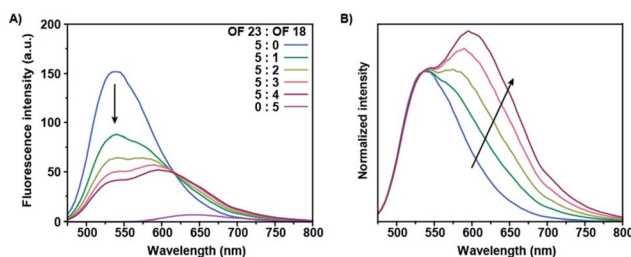 A)
OF 23 : OF 18
5 : 0
5 : 1
5 : 2
5 : 3
5 : 4
0 : 5
200
150
100
50
0
Fluorescence intensity (a.u.)
500 550 600 650 700 750 800
Wavelength (nm)
B)
Normalized intensity
500 550 600 650 700 750 800
Wavelength (nm)